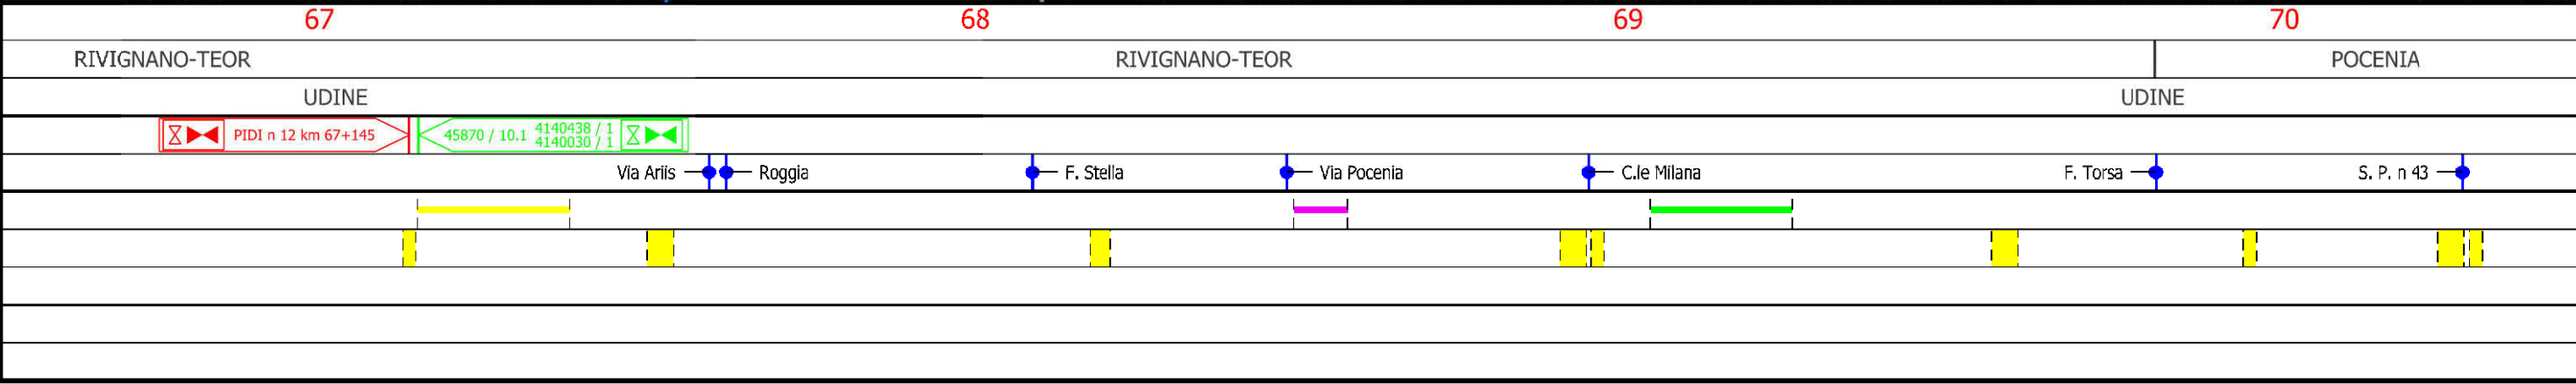 67 68 69 70
RIVIGNANO-TEOR RIVIGNANO-TEOR POCENIA
UDINE UDINE
PIDI n 12 km 67+145 45870 / 10.1 4140438 / 1
4140030 / 1
Via Ariis Roggia F. Stella Via Pocenia C.le Milana F. Torsa S. P. n 43